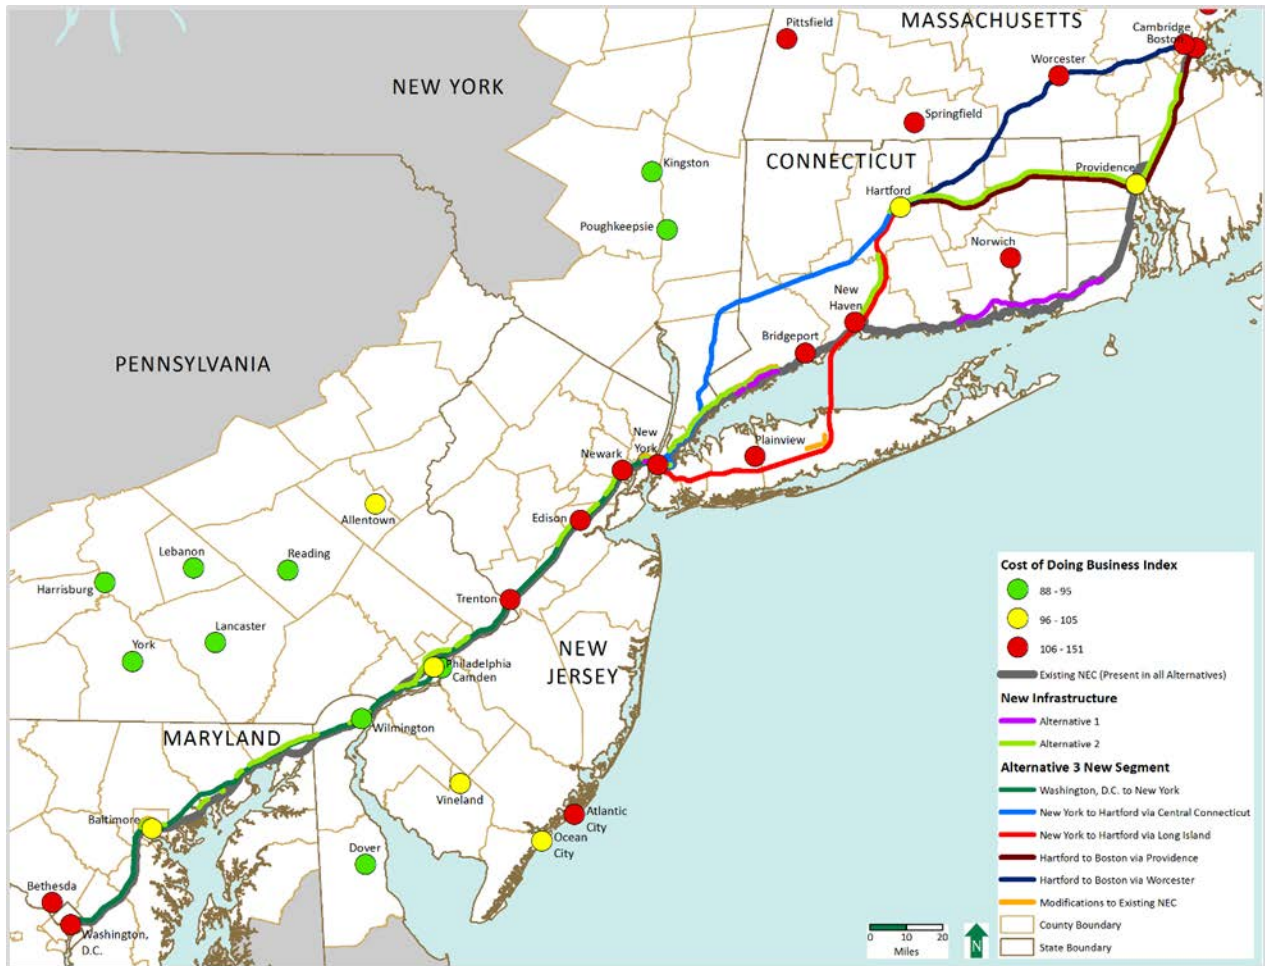 MASSACHUSETTS
Pittsfield
Cambridge
Boston
Worcester
NEW YORK
Springfield
CONNECTICUT
Kingston
Providence
Hartford
Poughkeepsie
Norwich
New
Haven
Bridgeport
PENNSYLVANIA
New
York
Plainview
Newark
Allentown
Edison
Lebanon
Reading
Harrisburg
Trenton
Lancaster
York
NEW
JERSEY
Philadelphia
Camden
Wilmington
MARYLAND
Vineland
Baltimore
Atlantic
City
Ocean
City
Dover
Bethesda
Washington,
D.C.
Cost of Doing Business Index
88 - 95
96 - 105
106 - 151
Existing NEC (Present in all Alternatives)
New Infrastructure
Alternative 1
Alternative 2
Alternative 3 New Segment
Washington, D.C. to New York
New York to Hartford via Central Connecticut
New York to Hartford via Long Island
Hartford to Boston via Providence
Hartford to Boston via Worcester
Modifications to Existing NEC
County Boundary
State Boundary
0 10 20
Miles
N